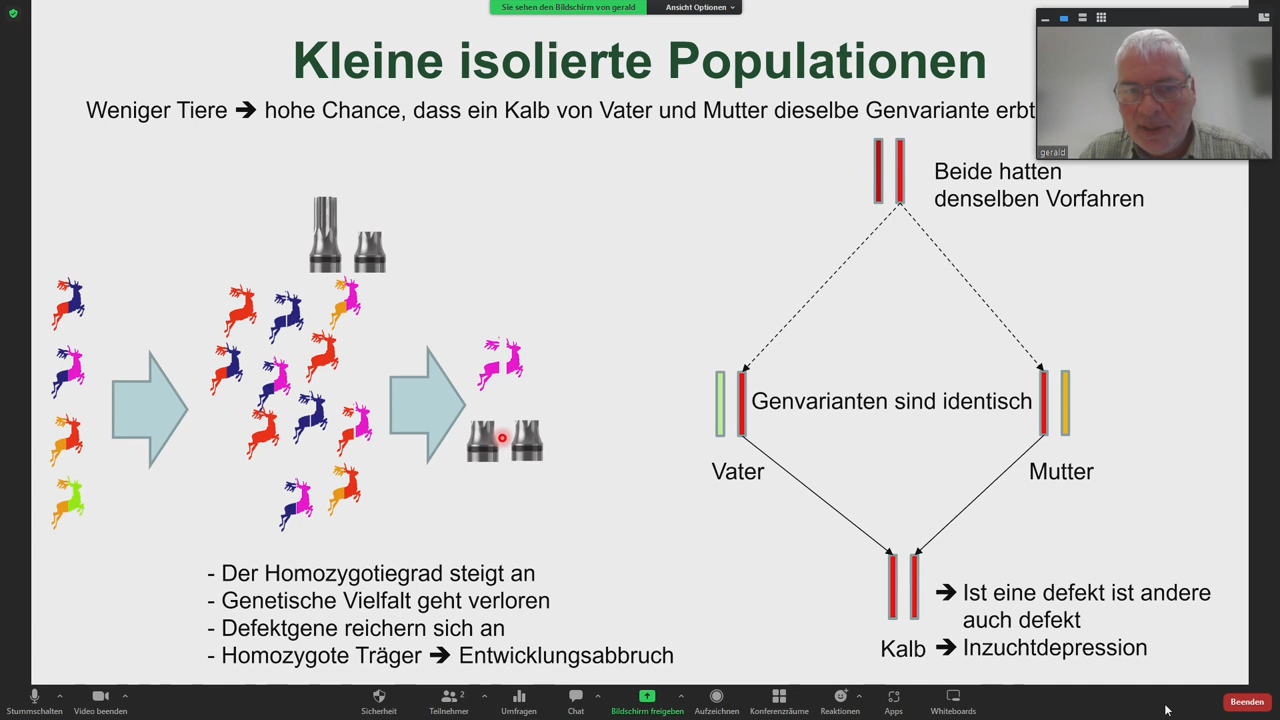 Sie sehen den Bildschirm von gerald
Ansicht Optionen
Kleine isolierte Populationen
Weniger Tiere ➔ hohe Chance, dass ein Kalb von Vater und Mutter dieselbe Genvariante erbt
gerald
Beide hatten
denselben Vorfahren
Genvarianten sind identisch
Vater
Mutter
- Der Homozygotiegrad steigt an
- Genetische Vielfalt geht verloren
- Defektgene reichern sich an
- Homozygote Träger ➔ Entwicklungsabbruch
➔ Ist eine defekt ist andere
auch defekt
Kalb ➔ Inzuchtdepression
Stummschalten
Video beenden
Sicherheit
2
Teilnehmer
Umfragen
Chat
Bildschirm freigeben
Aufzeichnen
Konferenzräume
Reaktionen
Apps
Whiteboards
Beenden